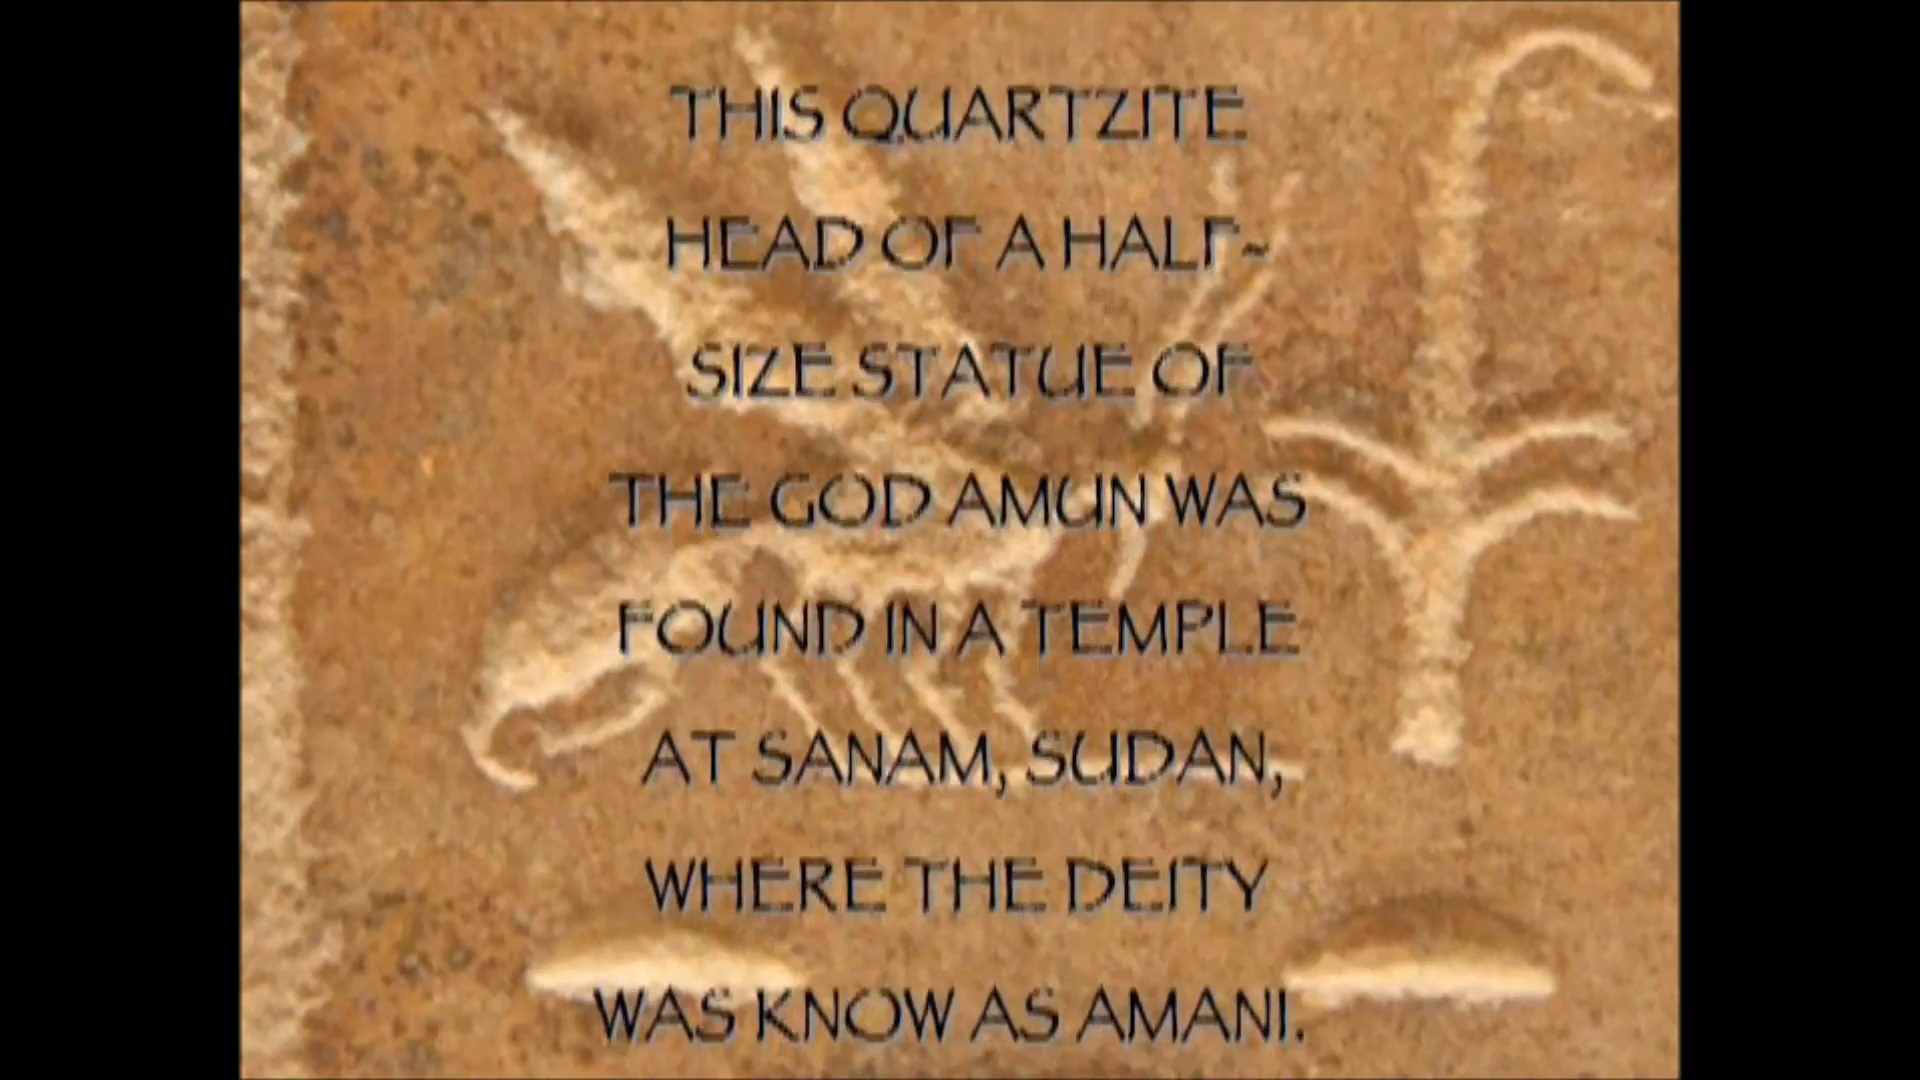 THIS QUARTZITE
HEAD OF A HALF~
SIZE STATUE OF
THE GOD AMUN WAS
FOUND IN A TEMPLE
AT SANAM, SUDAN,
WHERE THE DEITY
WAS KNOW AS AMANI.